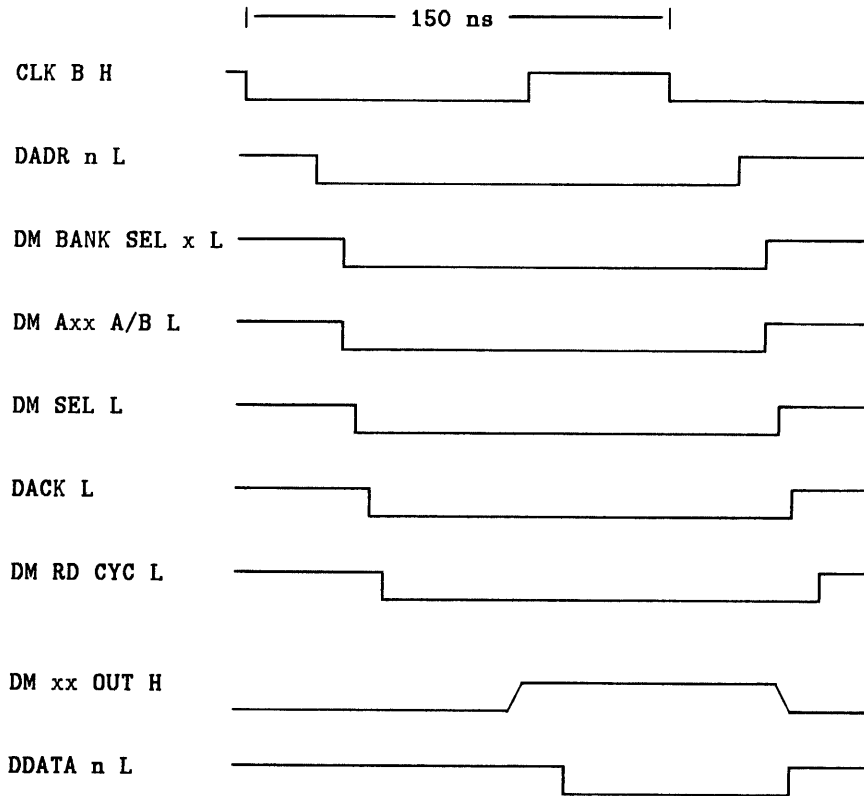 150 ns
CLK B H
DADR n L
DM BANK SEL x L
DM Axx A/B L
DM SEL L
DACK L
DM RD CYC L
DM xx OUT H
DDATA n L